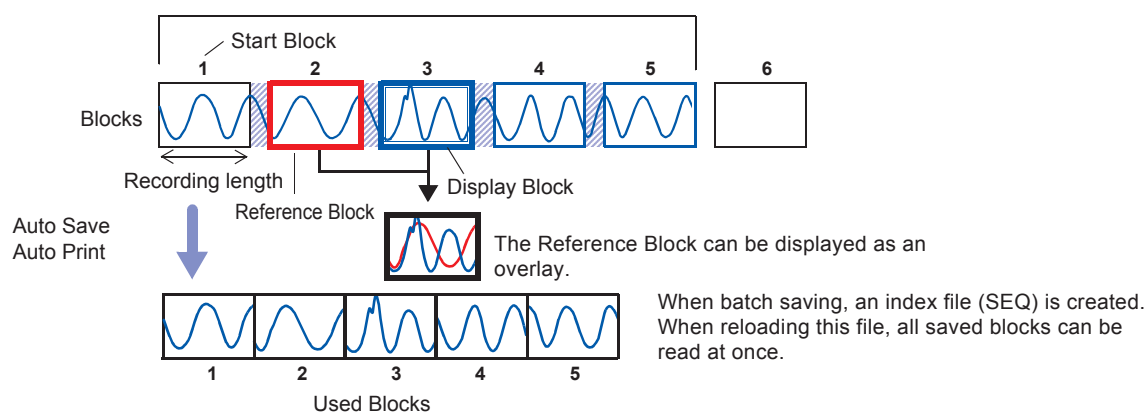 Start Block
1 2 3 4 5 6
Blocks
Recording length
Display Block
Reference Block
Auto Save
Auto Print
The Reference Block can be displayed as an
overlay.
When batch saving, an index file (SEQ) is created.
When reloading this file, all saved blocks can be
read at once.
1 2 3 4 5
Used Blocks